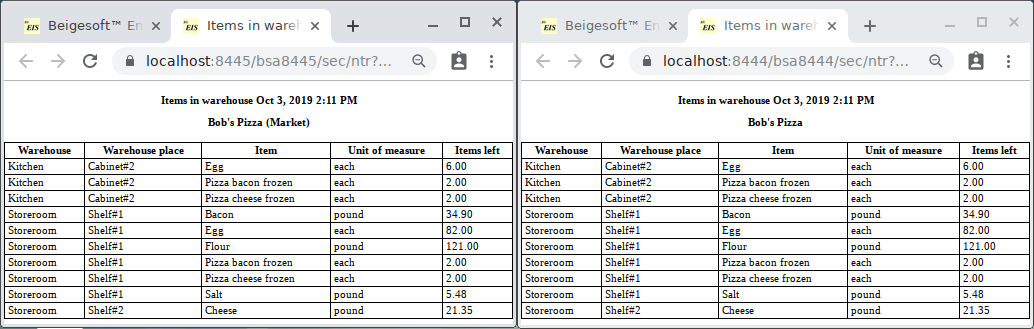 EIS Beigesoft™ En EIS Items in wareh
localhost:8445/bsa8445/sec/ntr?...
Items in warehouse Oct 3, 2019 2:11 PM
Bob's Pizza (Market)
Warehouse Warehouse place Item Unit of measure Items left
Kitchen Cabinet#2 Egg each 6.00
Kitchen Cabinet#2 Pizza bacon frozen each 2.00
Kitchen Cabinet#2 Pizza cheese frozen each 2.00
Storeroom Shelf#1 Bacon pound 34.90
Storeroom Shelf#1 Egg each 82.00
Storeroom Shelf#1 Flour pound 121.00
Storeroom Shelf#1 Pizza bacon frozen each 2.00
Storeroom Shelf#1 Pizza cheese frozen each 2.00
Storeroom Shelf#1 Salt pound 5.48
Storeroom Shelf#2 Cheese pound 21.35
EIS Beigesoft™ En EIS Items in wareh
localhost:8444/bsa8444/sec/ntr?...
Items in warehouse Oct 3, 2019 2:11 PM
Bob's Pizza
Warehouse Warehouse place Item Unit of measure Items left
Kitchen Cabinet#2 Egg each 6.00
Kitchen Cabinet#2 Pizza bacon frozen each 2.00
Kitchen Cabinet#2 Pizza cheese frozen each 2.00
Storeroom Shelf#1 Bacon pound 34.90
Storeroom Shelf#1 Egg each 82.00
Storeroom Shelf#1 Flour pound 121.00
Storeroom Shelf#1 Pizza bacon frozen each 2.00
Storeroom Shelf#1 Pizza cheese frozen each 2.00
Storeroom Shelf#1 Salt pound 5.48
Storeroom Shelf#2 Cheese pound 21.35